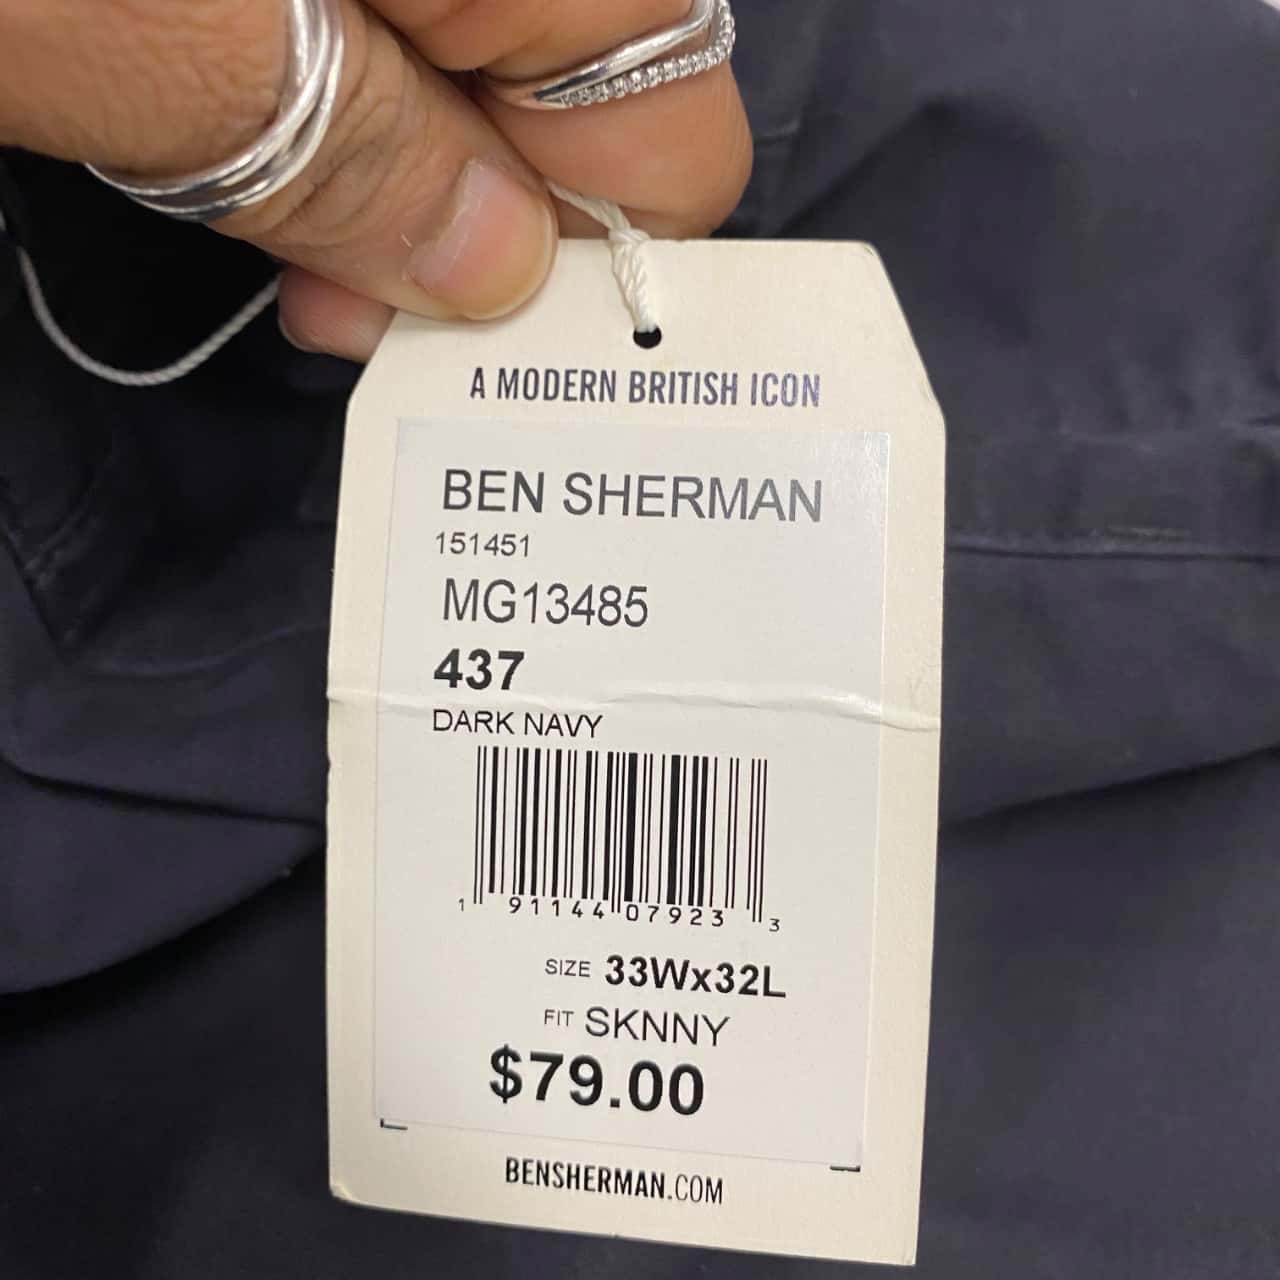 A MODERN BRITISH ICON
BEN SHERMAN
151451
MG13485
437
DARK NAVY
1 91144 07923 3
SIZE 33Wx32L
FIT SKNNY
$79.00
BENSHERMAN.COM